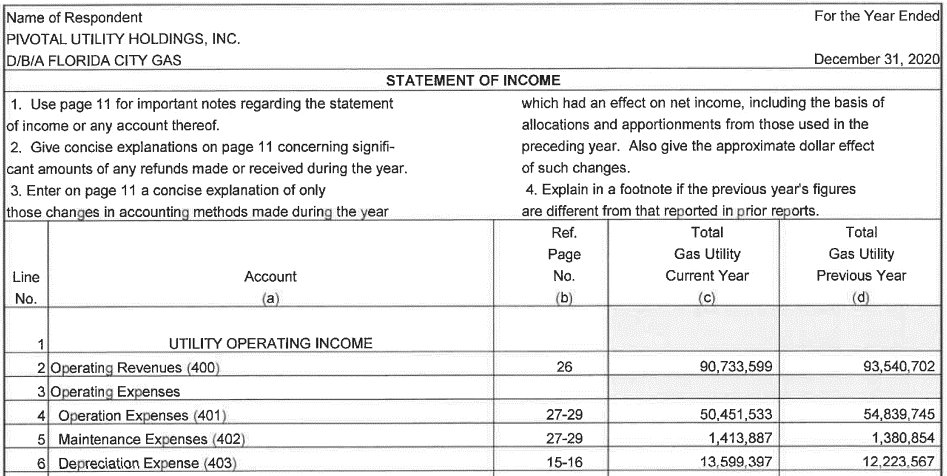 Name of Respondent For the Year Ended
PIVOTAL UTILITY HOLDINGS, INC.
D/B/A FLORIDA CITY GAS December 31, 2020
STATEMENT OF INCOME
1. Use page 11 for important notes regarding the statement
of income or any account thereof.
2. Give concise explanations on page 11 concerning signifi-
cant amounts of any refunds made or received during the year.
3. Enter on page 11 a concise explanation of only
those changes in accounting methods made during the year
which had an effect on net income, including the basis of
allocations and apportionments from those used in the
preceding year. Also give the approximate dollar effect
of such changes.
4. Explain in a footnote if the previous year's figures
are different from that reported in prior reports.
Ref. Total Total
Page Gas Utility Gas Utility
Line Account No. Current Year Previous Year
No. (a) (b) (c) (d)
1 UTILITY OPERATING INCOME
2 Operating Revenues (400) 26 90,733,599 93,540,702
3 Operating Expenses
4 Operation Expenses (401) 27-29 50,451,533 54,839,745
5 Maintenance Expenses (402) 27-29 1,413,887 1,380,854
6 Depreciation Expense (403) 15-16 13,599,397 12,223,567